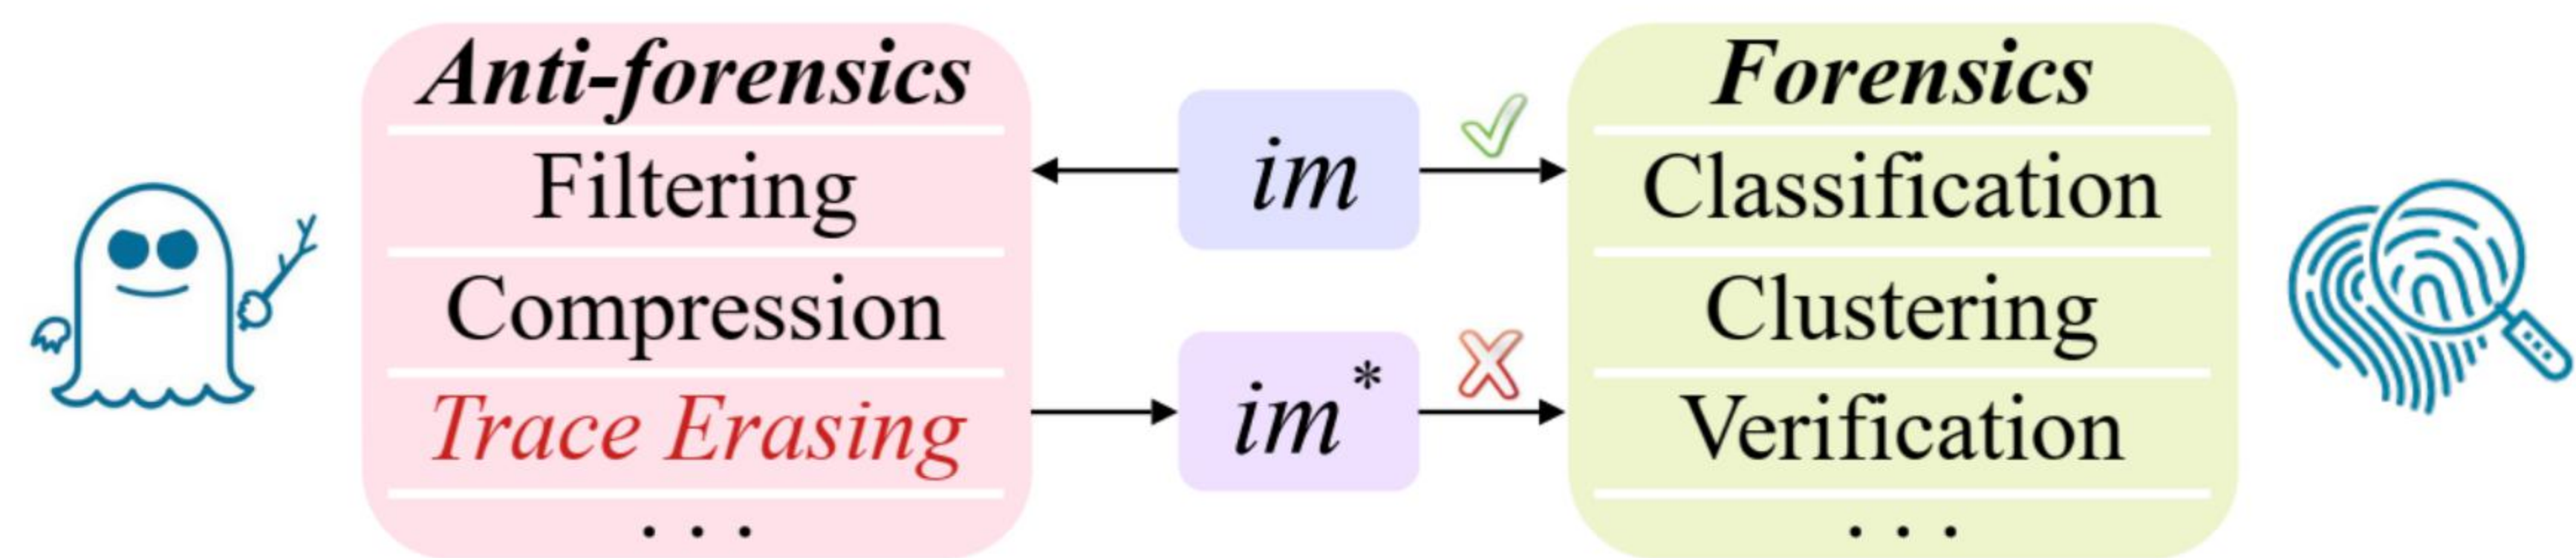 Anti-forensics
Filtering
Compression
Trace Erasing
. . .
im
im*
Forensics
Classification
Clustering
Verification
. . .